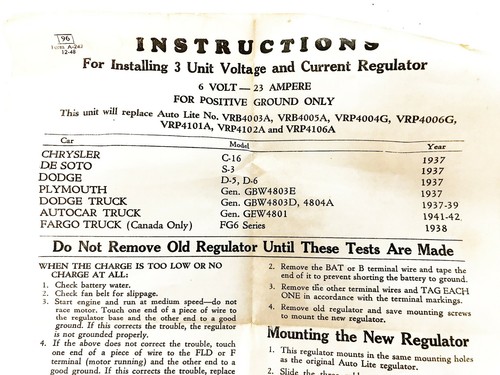 96
Form A-243
12-48
INSTRUCTIONS
For Installing 3 Unit Voltage and Current Regulator
6 VOLT—23 AMPERE
FOR POSITIVE GROUND ONLY
This unit will replace Auto Lite No. VRB4003A, VRB4005A, VRP4004G, VRP4006G,
VRP4101A, VRP4102A and VRP4106A
Car Model Year
CHRYSLER C-16 1937
DE SOTO S-3 1937
DODGE D-5, D-6 1937
PLYMOUTH Gen. GBW4803E 1937
DODGE TRUCK Gen. GBW4803D, 4804A 1937-39
AUTOCAR TRUCK Gen. GEW4801 1941-42
FARGO TRUCK (Canada Only) FG6 Series 1938
Do Not Remove Old Regulator Until These Tests Are Made
WHEN THE CHARGE IS TOO LOW OR NO
CHARGE AT ALL:
1. Check battery water.
2. Check fan belt for slippage.
3. Start engine and run at medium speed—do not
race motor. Touch one end of a piece of wire to
the regulator base and the other end to a good
ground. If this corrects the trouble, the regulator
is not grounded properly.
4. If the above does not correct the trouble, touch
one end of a piece of wire to the FLD or F
terminal (motor running) and the other end to a
good ground. If this corrects the trouble, replace
2. Remove the BAT or B terminal wire and tape the
end of it to prevent shorting the battery to ground.
3. Remove the other terminal wires and TAG EACH
ONE in accordance with the terminal markings.
4. Remove old regulator and save mounting screws
to mount the new regulator.
Mounting the New Regulator
1. This regulator mounts in the same mounting holes
as the original Auto Lite regulator.
2. Slide the